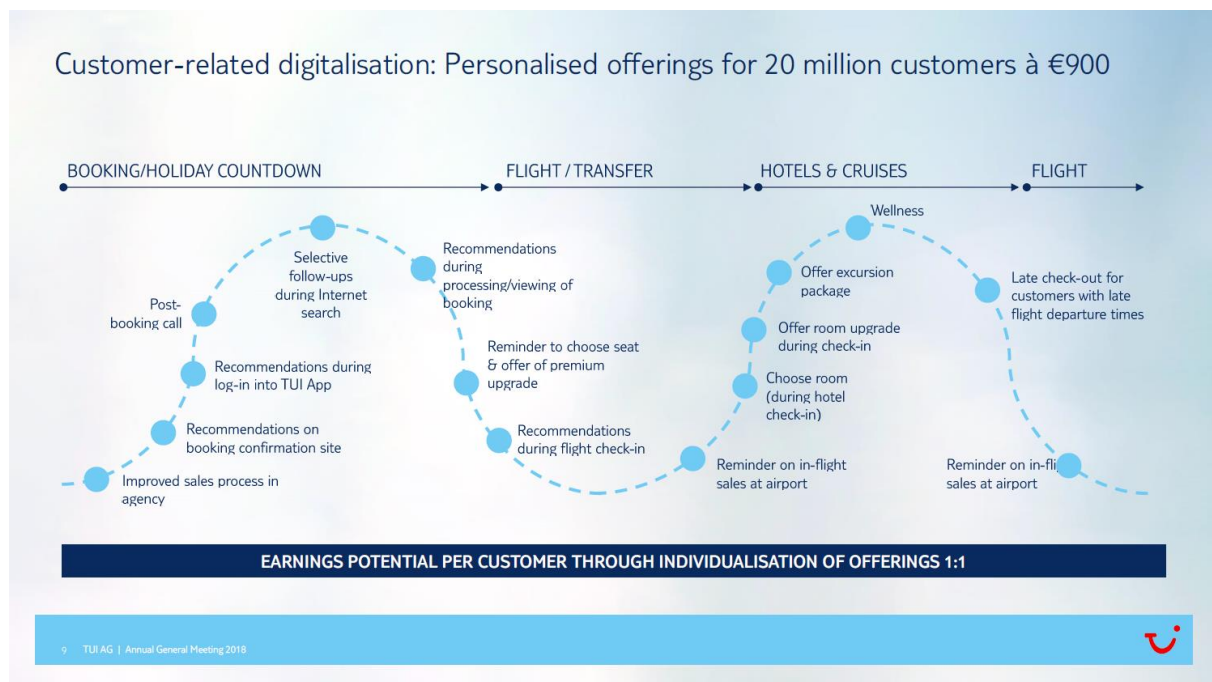 Customer-related digitalisation: Personalised offerings for 20 million customers à €900
BOOKING/HOLIDAY COUNTDOWN
FLIGHT / TRANSFER
HOTELS & CRUISES
FLIGHT
Selective
follow-ups
during Internet
search
Post-
booking call
Recommendations during
log-in into TUI App
Recommendations on
booking confirmation site
Improved sales process in
agency
Recommendations
during
processing/viewing of
booking
Reminder to choose seat
& offer of premium
upgrade
Recommendations
during flight check-in
Wellness
Offer excursion
package
Offer room upgrade
during check-in
Choose room
(during hotel
check-in)
Reminder on in-flight
sales at airport
Late check-out for
customers with late
flight departure times
Reminder on in-fli
sales at airport
EARNINGS POTENTIAL PER CUSTOMER THROUGH INDIVIDUALISATION OF OFFERINGS 1:1
9 TUI AG | Annual General Meeting 2018